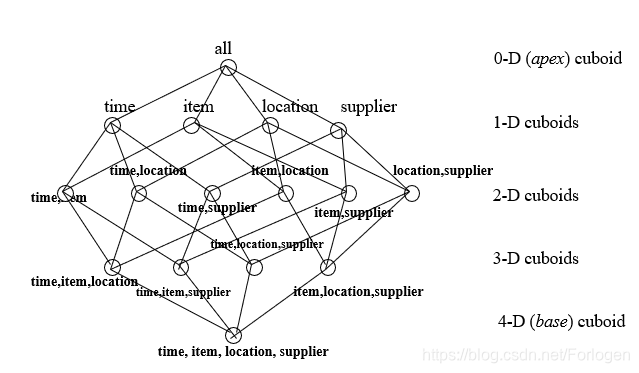 all
0-D (apex) cuboid
time
item
location
supplier
1-D cuboids
time,item
time,location
time,supplier
item,location
item,supplier
location,supplier
2-D cuboids
time,item,location
time,item,supplier
time,location,supplier
item,location,supplier
3-D cuboids
time, item, location, supplier
4-D (base) cuboid
https://blog.csdn.net/Forlogen